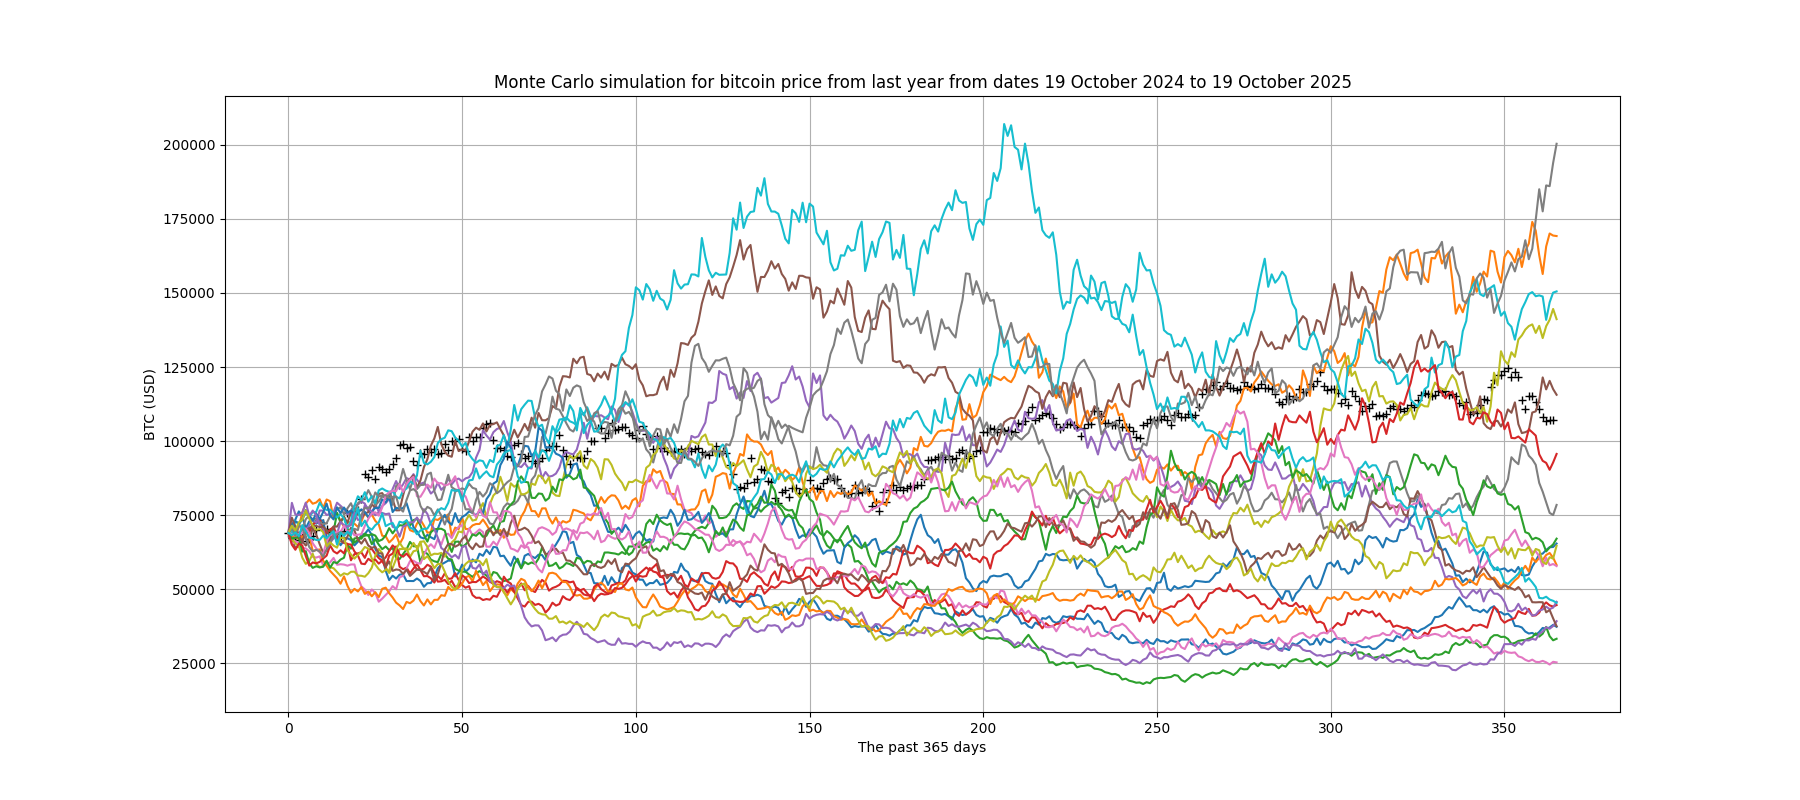 Monte Carlo simulation for bitcoin price from last year from dates 19 October 2024 to 19 October 2025
200000
175000
150000
125000
100000
75000
50000
25000
BTC (USD)
0 50 100 150 200 250 300 350
The past 365 days